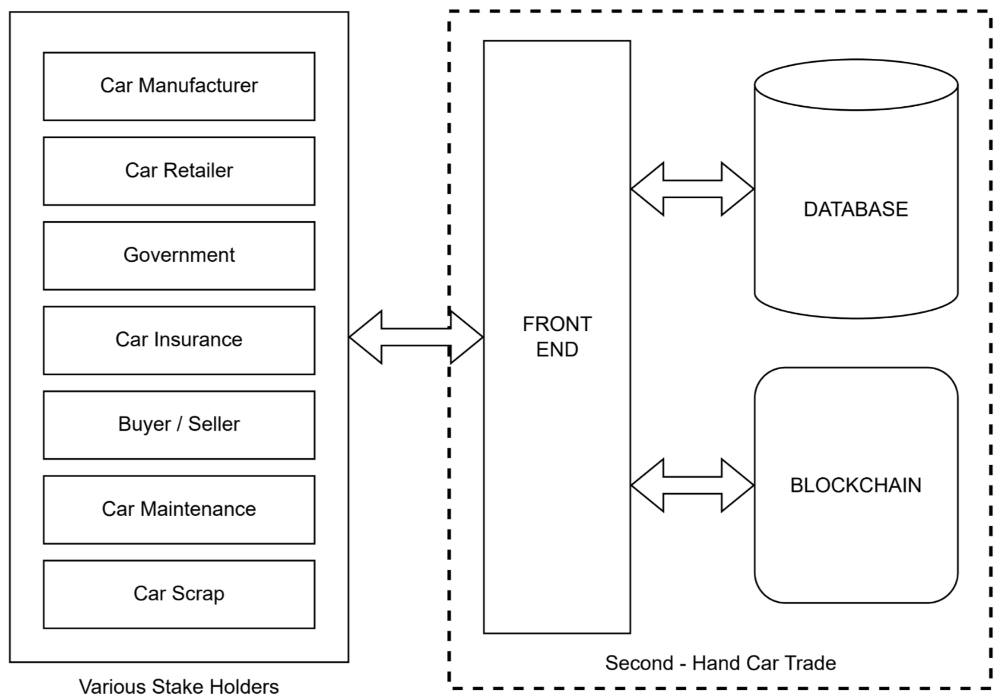 Car Manufacturer
Car Retailer
Government
Car Insurance
Buyer / Seller
Car Maintenance
Car Scrap
Various Stake Holders
FRONT
END
DATABASE
BLOCKCHAIN
Second - Hand Car Trade